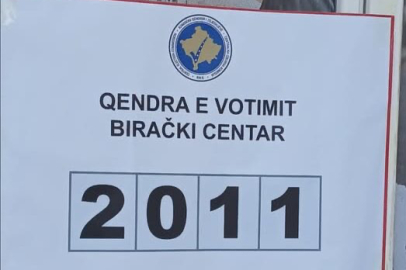 QENDRA E VOTIMIT
BIRAČKI CENTAR
2011